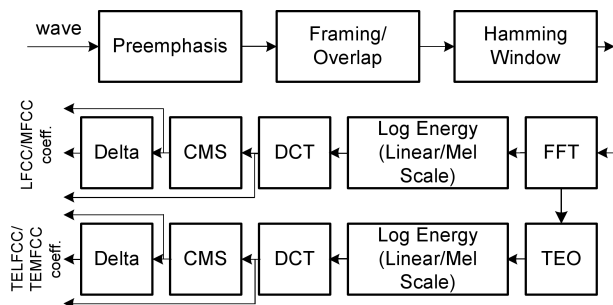 wave
Preemphasis
Framing/
Overlap
Hamming
Window
LFCC/MFCC
coeff.
Delta
CMS
DCT
Log Energy
(Linear/Mel
Scale)
FFT
TELFCC/
TEMFCC
coeff.
Delta
CMS
DCT
Log Energy
(Linear/Mel
Scale)
TEO